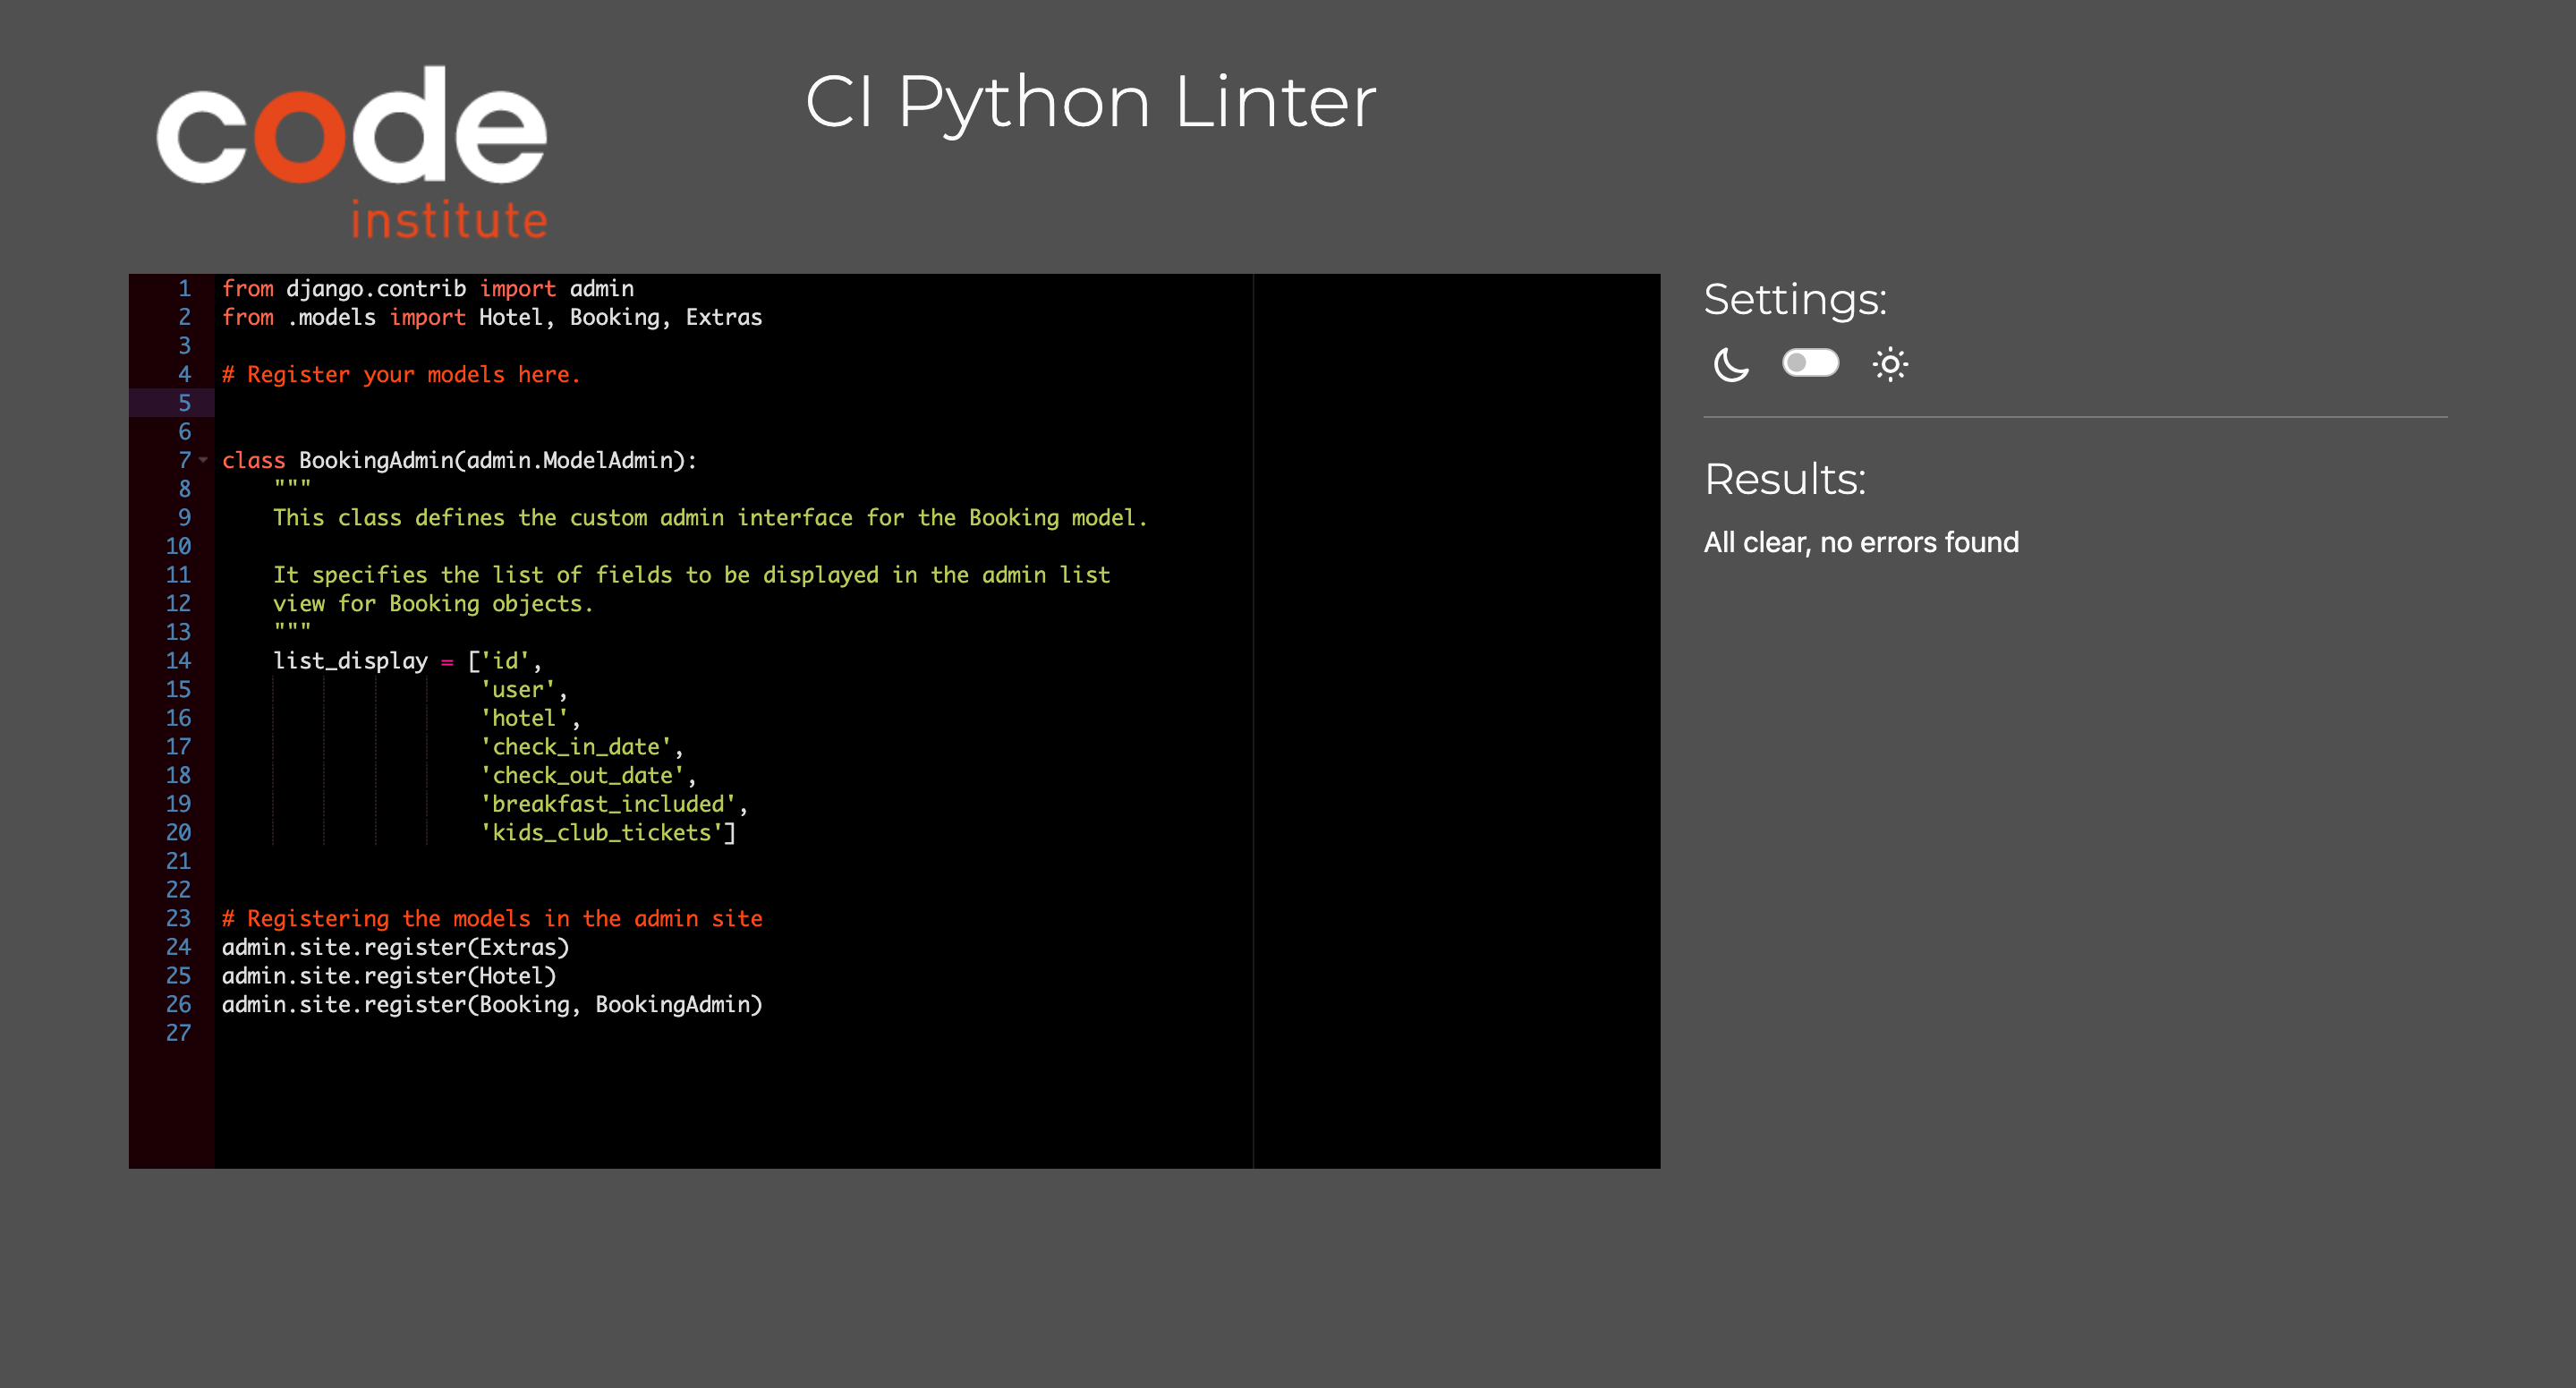 code
institute
CI Python Linter
1 from django.contrib import admin
2 from .models import Hotel, Booking, Extras
3
4 # Register your models here.
5
6
7 class BookingAdmin(admin.ModelAdmin):
8     """
9     This class defines the custom admin interface for the Booking model.
10
11     It specifies the list of fields to be displayed in the admin list
12     view for Booking objects.
13     """
14     list_display = ['id',
15                     'user',
16                     'hotel',
17                     'check_in_date',
18                     'check_out_date',
19                     'breakfast_included',
20                     'kids_club_tickets']
21
22
23 # Registering the models in the admin site
24 admin.site.register(Extras)
25 admin.site.register(Hotel)
26 admin.site.register(Booking, BookingAdmin)
27
Settings:
Results:
All clear, no errors found